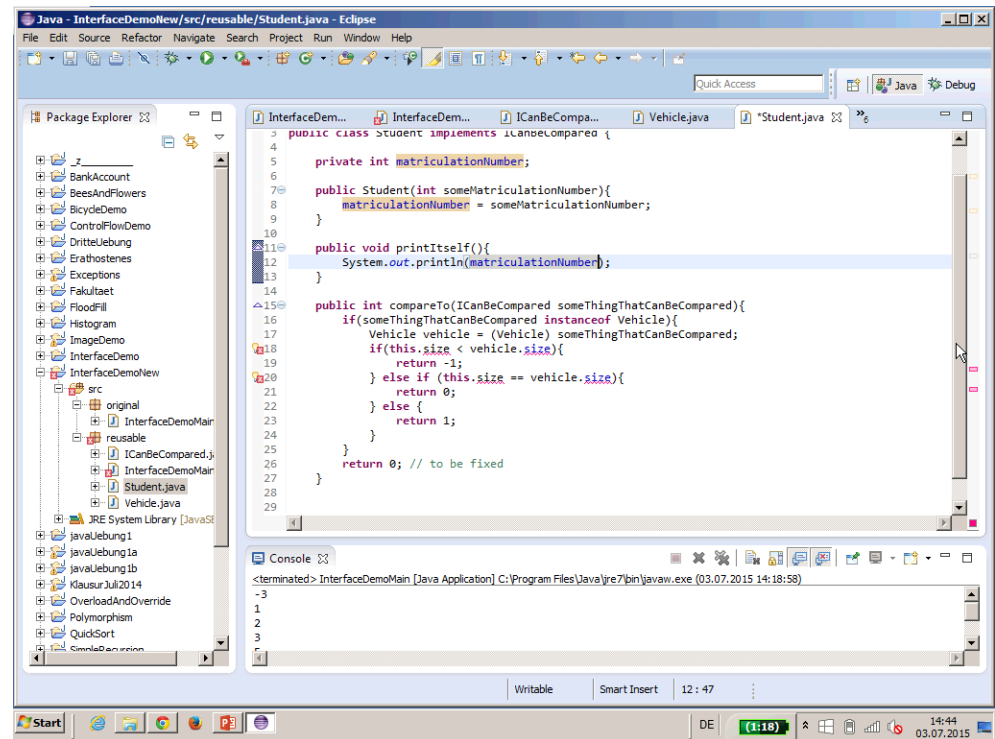 Java - InterfaceDemoNew/src/reusable/Student.java - Eclipse
File Edit Source Refactor Navigate Search Project Run Window Help
Quick Access
Java
Debug
Package Explorer
_z________
BankAccount
BeesAndFlowers
BicycleDemo
ControlFlowDemo
DritteUebung
Erathostenes
Exceptions
Fakultaet
FloodFill
Histogram
ImageDemo
InterfaceDemo
InterfaceDemoNew
src
original
InterfaceDemoMain
reusable
ICanBeCompared.j
InterfaceDemoMain
Student.java
Vehicle.java
JRE System Library [JavaSE
javaUebung1
javaUebung1a
javaUebung1b
KlausurJuli2014
OverloadAndOverride
Polymorphism
QuickSort
SimpleRecursion
InterfaceDem... InterfaceDem... ICanBeCompa... Vehicle.java *Student.java »6
3 public class Student implements ICanBeCompared {
4
5 private int matriculationNumber;
6
7 public Student(int someMatriculationNumber){
8 matriculationNumber = someMatriculationNumber;
9 }
10
11 public void printItself(){
12 System.out.println(matriculationNumber);
13 }
14
15 public int compareTo(ICanBeCompared someThingThatCanBeCompared){
16 if(someThingThatCanBeCompared instanceof Vehicle){
17 Vehicle vehicle = (Vehicle) someThingThatCanBeCompared;
18 if(this.size < vehicle.size){
19 return -1;
20 } else if (this.size == vehicle.size){
21 return 0;
22 } else {
23 return 1;
24 }
25 }
26 return 0; // to be fixed
27 }
28
29
Console
<terminated> InterfaceDemoMain [Java Application] C:\Program Files\Java\jre7\bin\javaw.exe (03.07.2015 14:18:58)
-3
1
2
3
Writable Smart Insert 12 : 47
Start DE (1:18) 14:44
03.07.2015